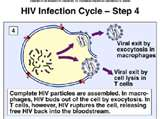 HIV Infection Cycle – Step 4
4
Viral exit by
exocytosis in
macrophages
Viral exit by
cell lysis in
T cells
Complete HIV particles are assembled. In macro-
phages, HIV buds out of the cell by exocytosis. In
T cells, however, HIV ruptures the cell, releasing
free HIV back into the bloodstream.